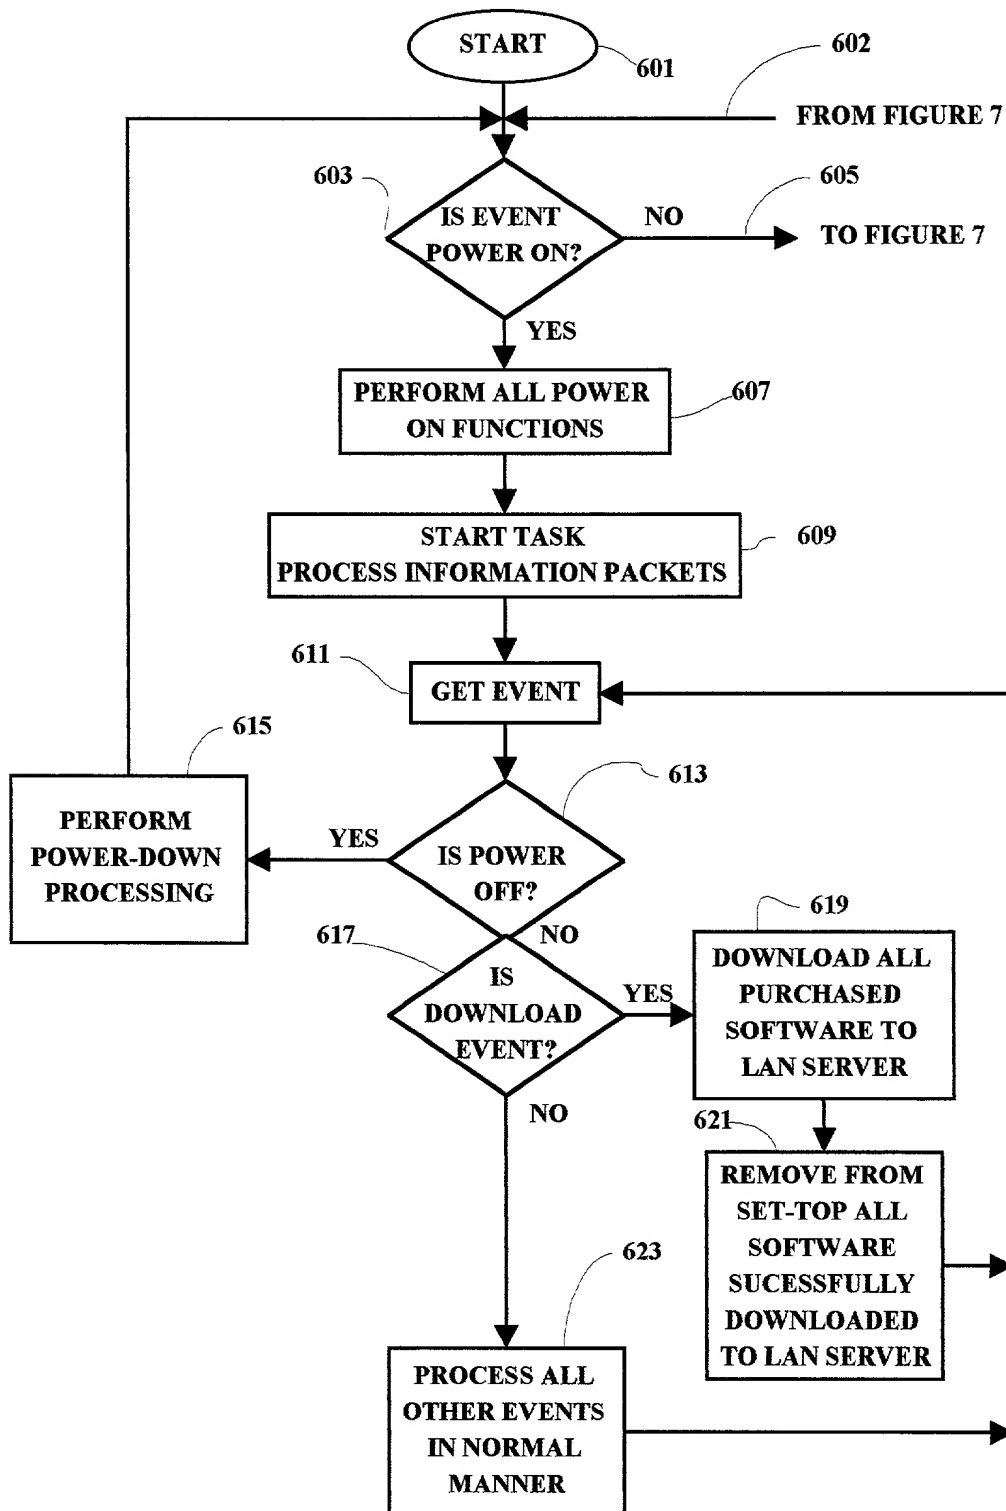 START
601
602
FROM FIGURE 7
603
IS EVENT
POWER ON?
NO
605
TO FIGURE 7
YES
PERFORM ALL POWER
ON FUNCTIONS
607
START TASK
PROCESS INFORMATION PACKETS
609
611
GET EVENT
615
613
PERFORM
POWER-DOWN
PROCESSING
YES
IS POWER
OFF?
NO
617
IS
DOWNLOAD
EVENT?
YES
619
DOWNLOAD ALL
PURCHASED
SOFTWARE TO
LAN SERVER
NO
621
REMOVE FROM
SET-TOP ALL
SOFTWARE
SUCESSFULLY
DOWNLOADED
TO LAN SERVER
623
PROCESS ALL
OTHER EVENTS
IN NORMAL
MANNER